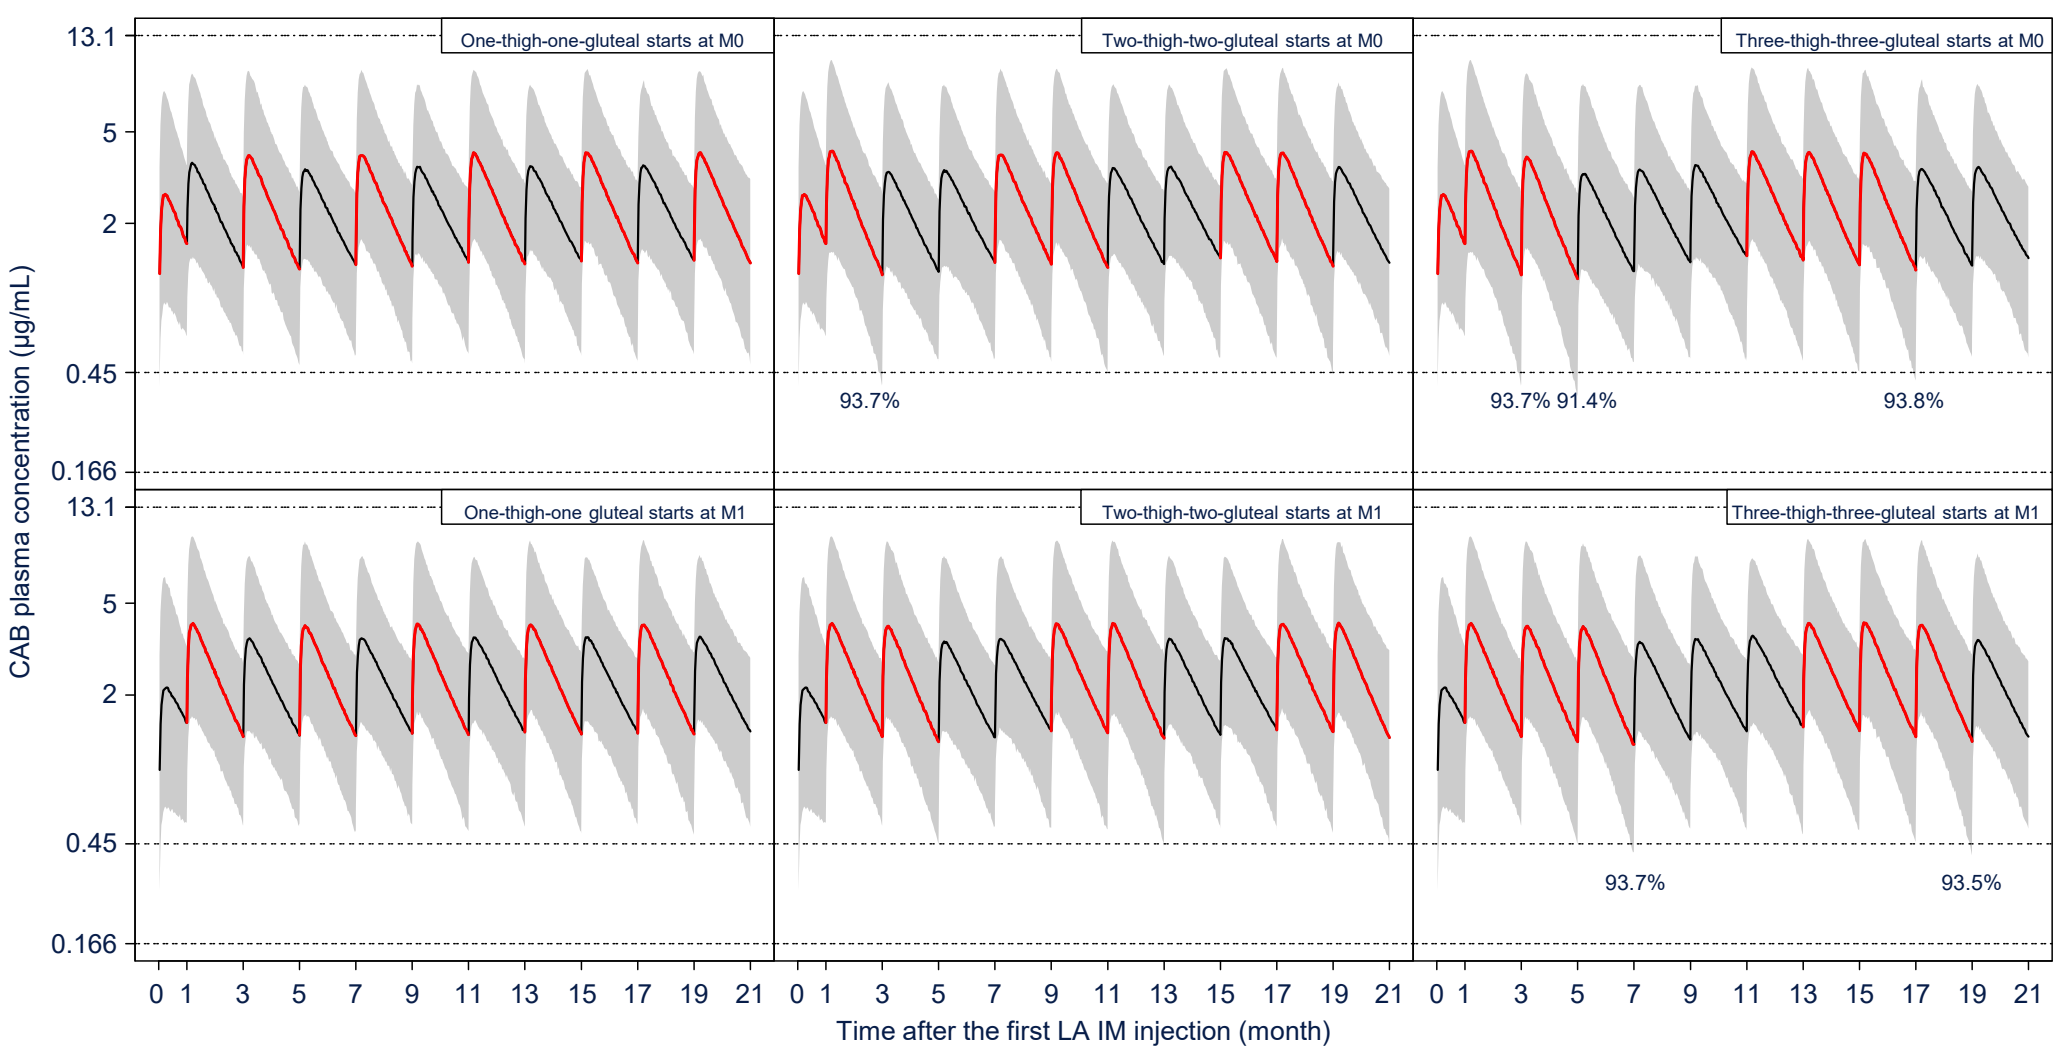 One-thigh-one-gluteal starts at M0
Two-thigh-two-gluteal starts at M0
Three-thigh-three-gluteal starts at M0
13.1
5
2
0.45
0.166
93.7%
93.7% 91.4%
93.8%
CAB plasma concentration (µg/mL)
One-thigh-one gluteal starts at M1
Two-thigh-two-gluteal starts at M1
Three-thigh-three-gluteal starts at M1
13.1
5
2
0.45
0.166
93.7%
93.5%
0 1 3 5 7 9 11 13 15 17 19 21
0 1 3 5 7 9 11 13 15 17 19 21
0 1 3 5 7 9 11 13 15 17 19 21
Time after the first LA IM injection (month)